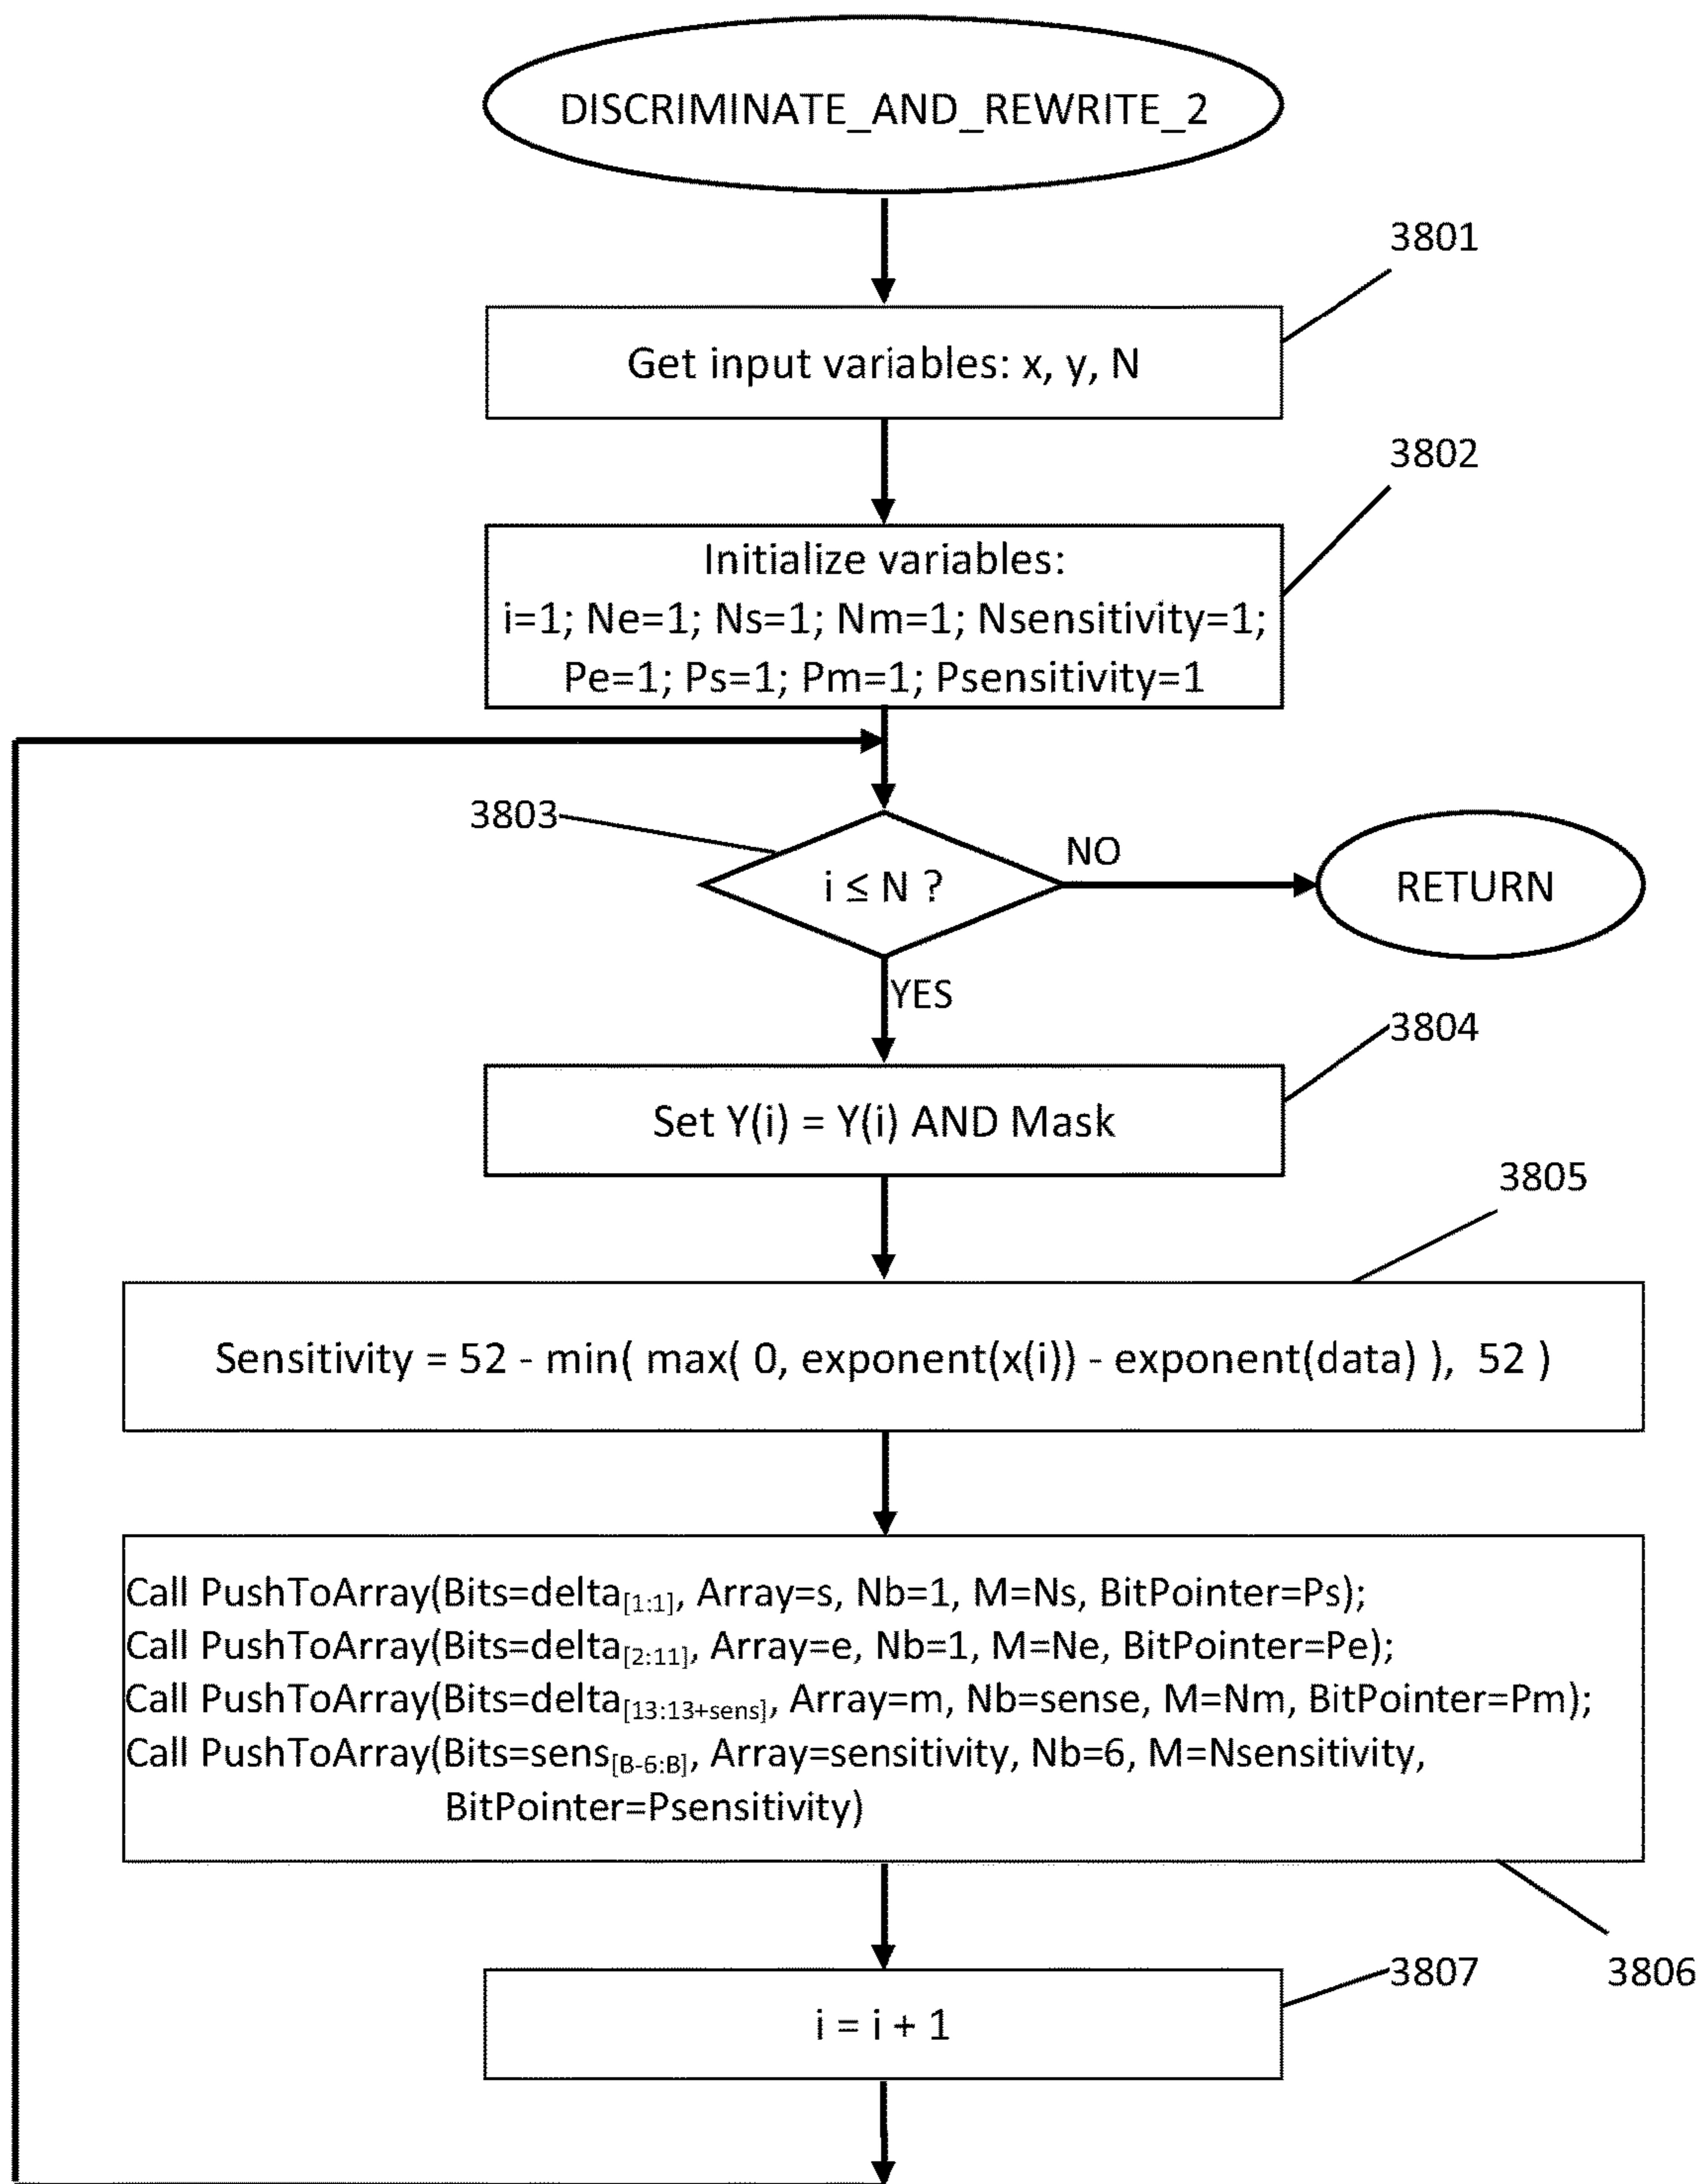 DISCRIMINATE_AND_REWRITE_2
3801
Get input variables: x, y, N
3802
Initialize variables:
i=1; Ne=1; Ns=1; Nm=1; Nsensitivity=1;
Pe=1; Ps=1; Pm=1; Psensitivity=1
3803
i ≤ N ?
NO
RETURN
YES
3804
Set Y(i) = Y(i) AND Mask
3805
Sensitivity = 52 - min( max( 0, exponent(x(i)) - exponent(data) ), 52 )
Call PushToArray(Bits=delta[1:1], Array=s, Nb=1, M=Ns, BitPointer=Ps);
Call PushToArray(Bits=delta[2:11], Array=e, Nb=1, M=Ne, BitPointer=Pe);
Call PushToArray(Bits=delta[13:13+sens], Array=m, Nb=sense, M=Nm, BitPointer=Pm);
Call PushToArray(Bits=sens[B-6:B], Array=sensitivity, Nb=6, M=Nsensitivity,
BitPointer=Psensitivity)
3806
3807
i = i + 1